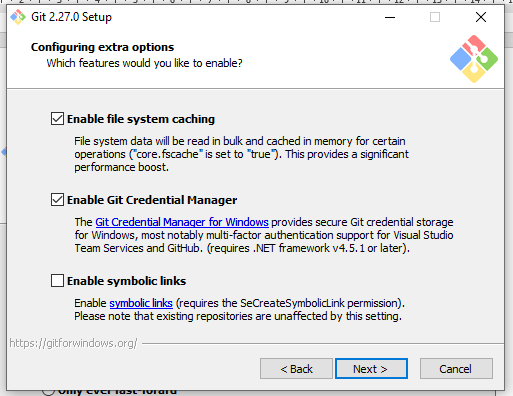 Git 2.27.0 Setup
Configuring extra options
Which features would you like to enable?
Enable file system caching
File system data will be read in bulk and cached in memory for certain
operations ("core.fscache" is set to "true"). This provides a significant
performance boost.
Enable Git Credential Manager
The Git Credential Manager for Windows provides secure Git credential storage
for Windows, most notably multi-factor authentication support for Visual Studio
Team Services and GitHub. (requires .NET framework v4.5.1 or later).
Enable symbolic links
Enable symbolic links (requires the SeCreateSymbolicLink permission).
Please note that existing repositories are unaffected by this setting.
https://gitforwindows.org/
< Back
Next >
Cancel
Only ever fast-forard